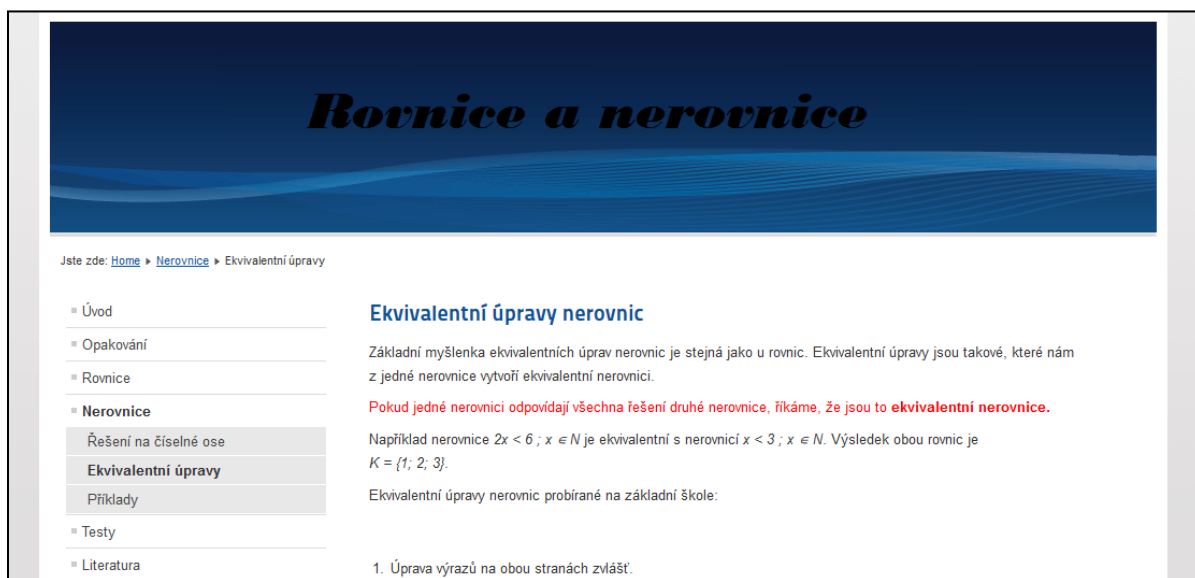 Rovnice a nerovnice
Jste zde: Home ▸ Nerovnice ▸ Ekvivalentní úpravy
Úvod
Opakování
Rovnice
Nerovnice
Řešení na číselné ose
Ekvivalentní úpravy
Příklady
Testy
Literatura
Ekvivalentní úpravy nerovnic
Základní myšlenka ekvivalentních úprav nerovnic je stejná jako u rovnic. Ekvivalentní úpravy jsou takové, které nám
z jedné nerovnice vytvoří ekvivalentní nerovnici.
Pokud jedné nerovnici odpovídají všechna řešení druhé nerovnice, říkáme, že jsou to ekvivalentní nerovnice.
Například nerovnice 2x < 6 ; x ∈ N je ekvivalentní s nerovnicí x < 3 ; x ∈ N. Výsledek obou rovnic je
K = {1; 2; 3}.
Ekvivalentní úpravy nerovnic probírané na základní škole:
1. Úprava výrazů na obou stranách zvlášť.